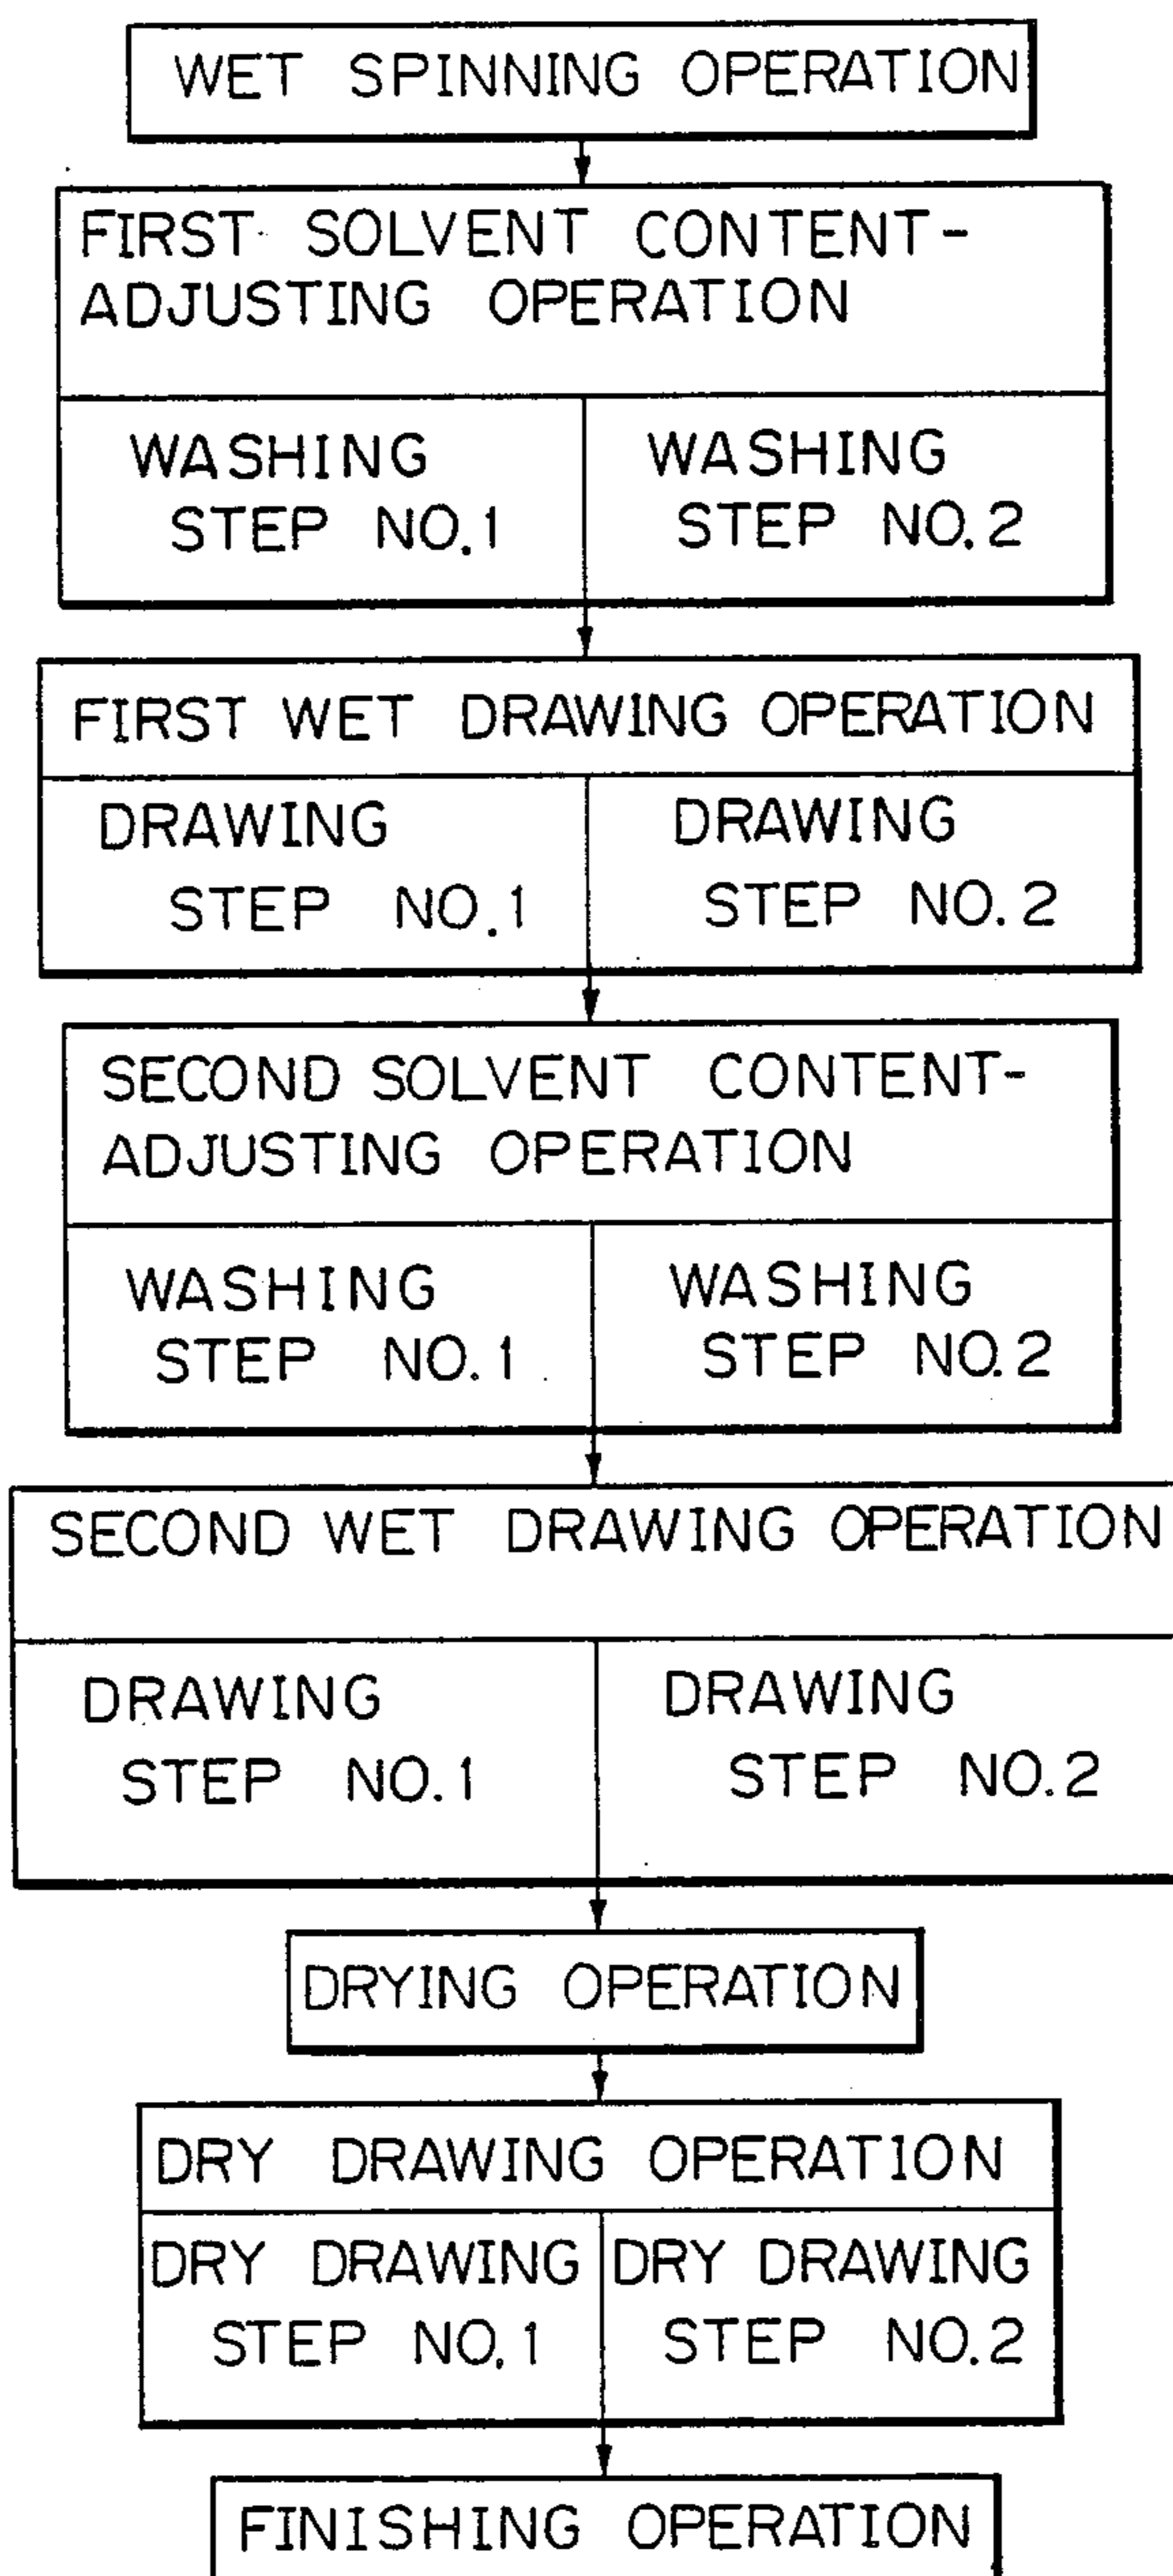 WET SPINNING OPERATION
FIRST SOLVENT CONTENT-
ADJUSTING OPERATION
WASHING
STEP NO.1
WASHING
STEP NO.2
FIRST WET DRAWING OPERATION
DRAWING
STEP NO.1
DRAWING
STEP NO.2
SECOND SOLVENT CONTENT-
ADJUSTING OPERATION
WASHING
STEP NO.1
WASHING
STEP NO.2
SECOND WET DRAWING OPERATION
DRAWING
STEP NO.1
DRAWING
STEP NO.2
DRYING OPERATION
DRY DRAWING OPERATION
DRY DRAWING
STEP NO.1
DRY DRAWING
STEP NO.2
FINISHING OPERATION